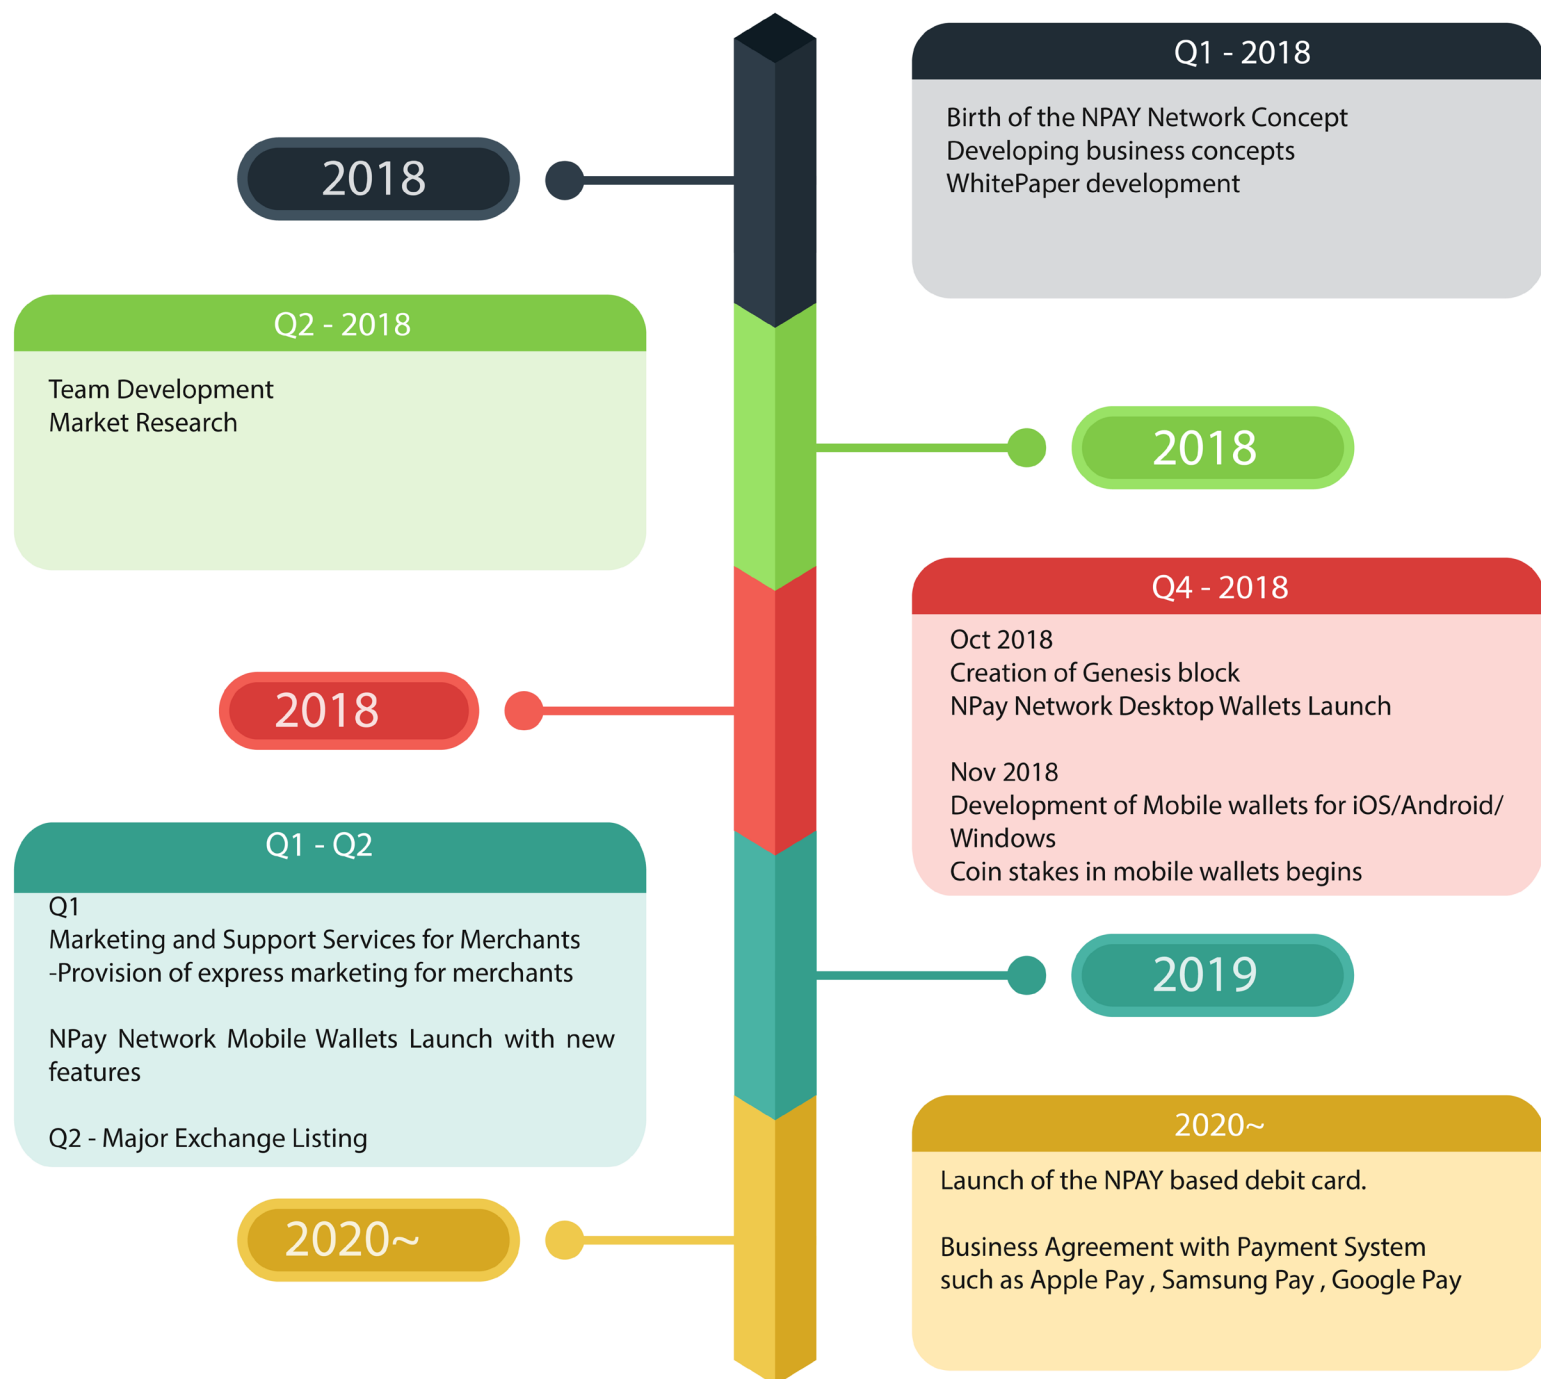 2018
Q1 - 2018
Birth of the NPAY Network Concept
Developing business concepts
WhitePaper development
Q2 - 2018
Team Development
Market Research
2018
2018
Q4 - 2018
Oct 2018
Creation of Genesis block
NPay Network Desktop Wallets Launch
Nov 2018
Development of Mobile wallets for iOS/Android/
Windows
Coin stakes in mobile wallets begins
Q1 - Q2
Q1
Marketing and Support Services for Merchants
-Provision of express marketing for merchants
NPay Network Mobile Wallets Launch with new
features
Q2 - Major Exchange Listing
2019
2020~
2020~
Launch of the NPAY based debit card.
Business Agreement with Payment System
such as Apple Pay , Samsung Pay , Google Pay